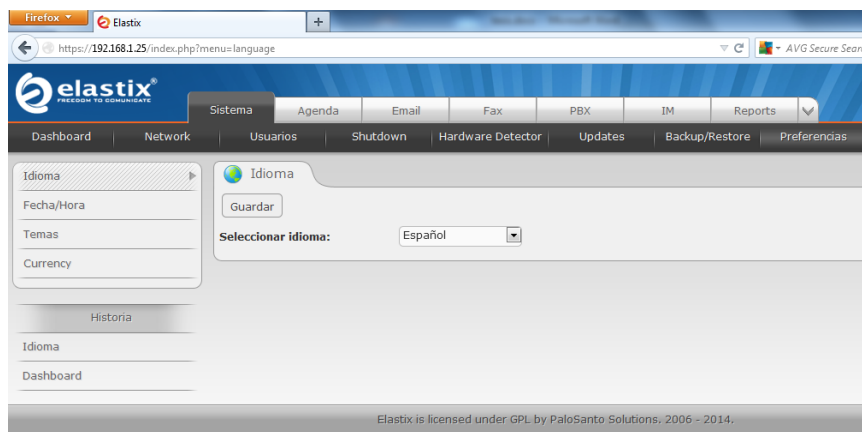 Firefox
Elastix
+
https://192.168.1.25/index.php?menu=language
AVG Secure Sear
elastix®
FREEDOM TO COMMUNICATE
Sistema Agenda Email Fax PBX IM Reports
Dashboard Network Usuarios Shutdown Hardware Detector Updates Backup/Restore Preferencias
Idioma
Fecha/Hora
Temas
Currency
Historia
Idioma
Dashboard
Idioma
Guardar
Seleccionar idioma: Español
Elastix is licensed under GPL by PaloSanto Solutions. 2006 - 2014.